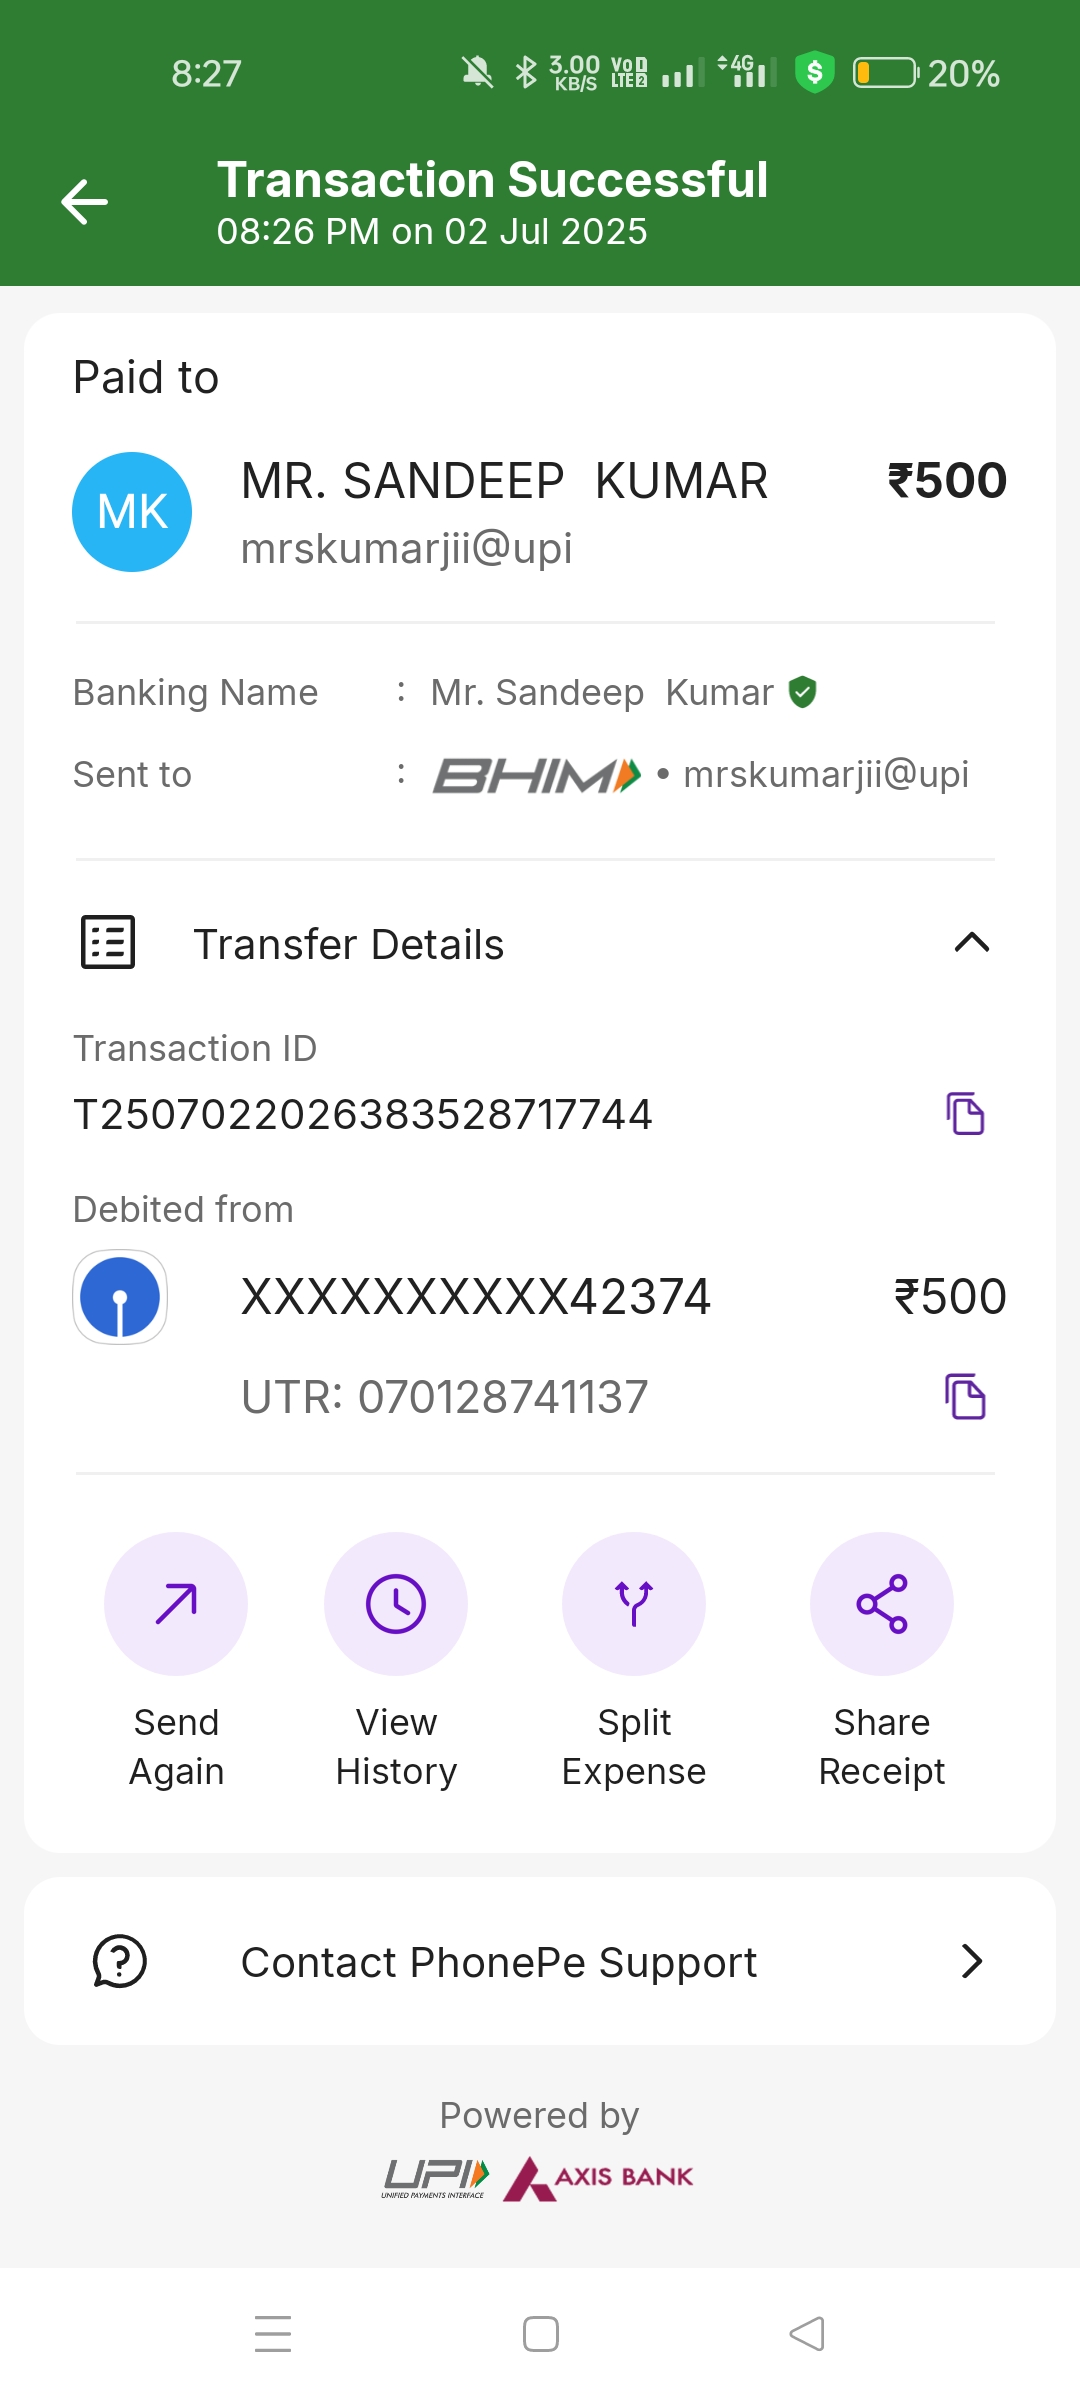 8:27 3.00 KB/S VoLTE 1 2 4G $ 20%
Transaction Successful
08:26 PM on 02 Jul 2025
Paid to
MK MR. SANDEEP  KUMAR ₹500
mrskumarjii@upi
Banking Name : Mr. Sandeep  Kumar
Sent to : BHIM • mrskumarjii@upi
Transfer Details
Transaction ID
T2507022026383528717744
Debited from
XXXXXXXXXX42374 ₹500
UTR: 070128741137
Send Again
View History
Split Expense
Share Receipt
Contact PhonePe Support
Powered by
UPI AXIS BANK
UNIFIED PAYMENTS INTERFACE